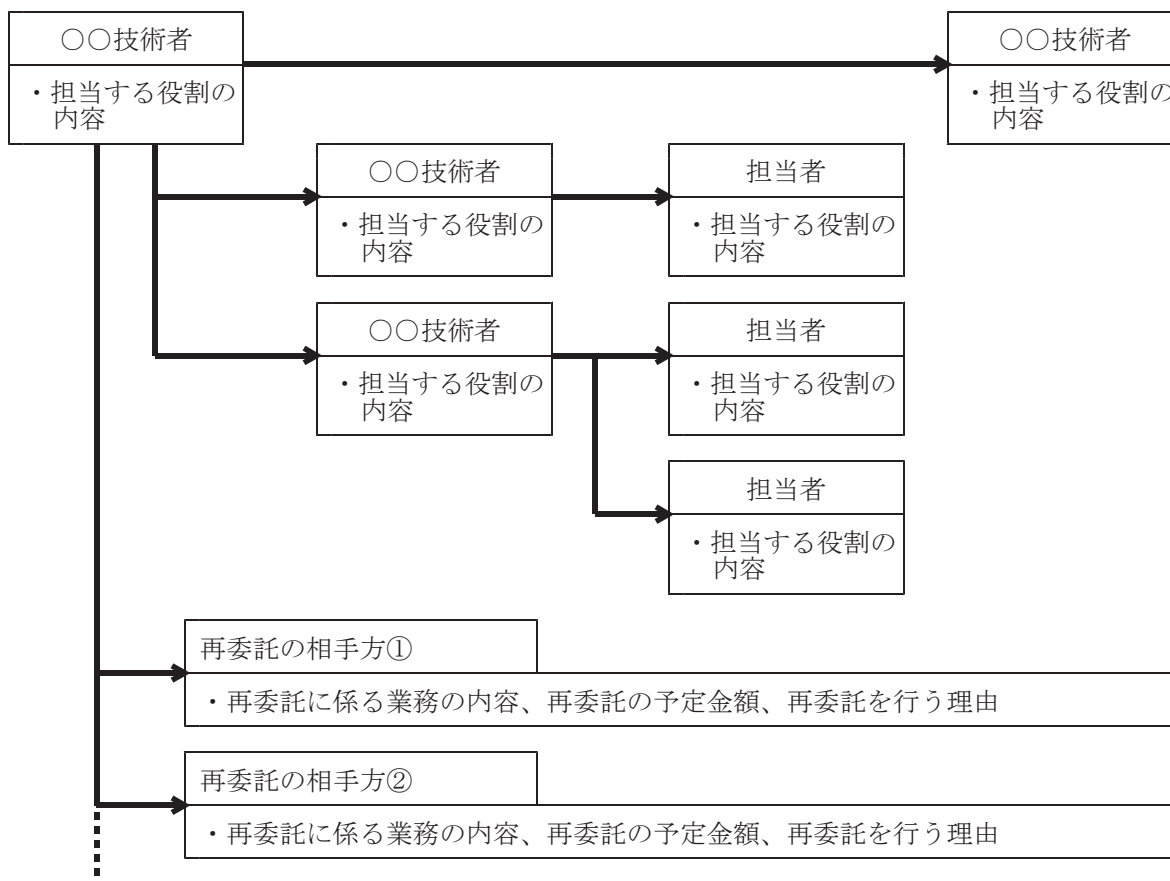 ○○技術者
・担当する役割の
内容
○○技術者
・担当する役割の
内容
○○技術者
・担当する役割の
内容
担当者
・担当する役割の
内容
○○技術者
・担当する役割の
内容
担当者
・担当する役割の
内容
担当者
・担当する役割の
内容
再委託の相手方①
・再委託に係る業務の内容、再委託の予定金額、再委託を行う理由
再委託の相手方②
・再委託に係る業務の内容、再委託の予定金額、再委託を行う理由